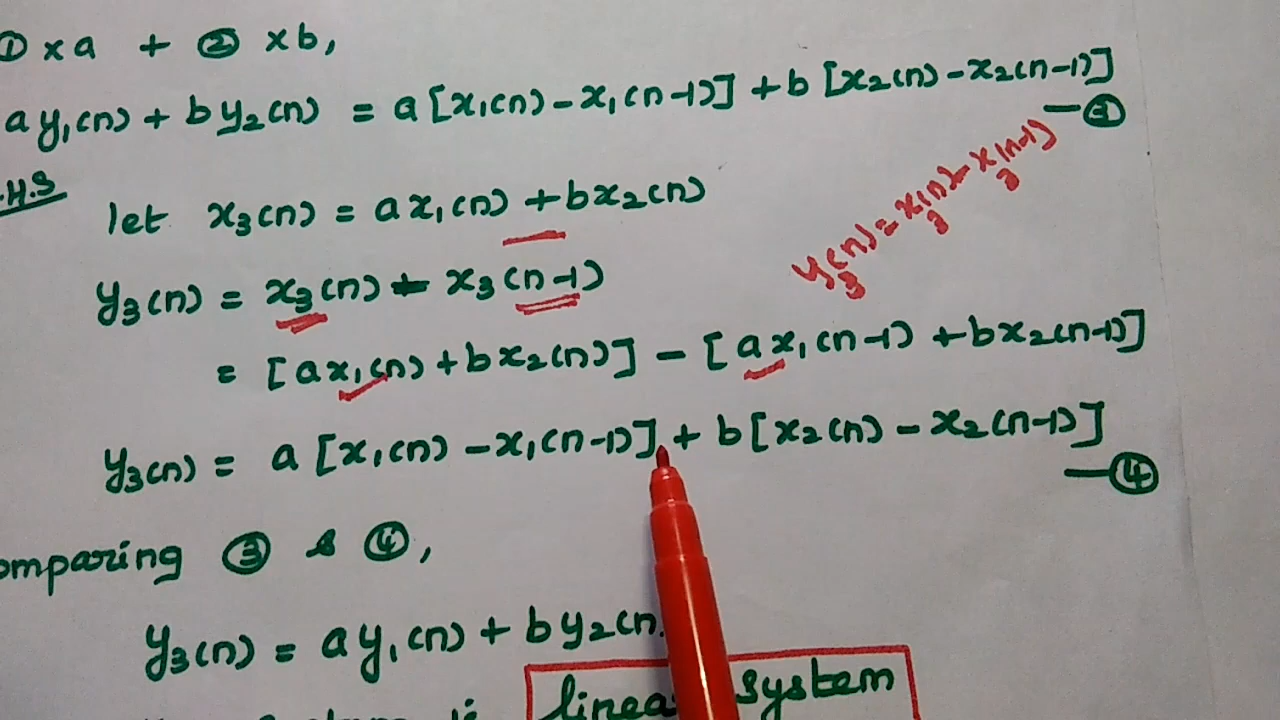 ① x a + ② x b,
a y₁(n) + b y₂(n) = a [x₁(n) - x₁(n-1)] + b [x₂(n) - x₂(n-1)]
— ③
.H.S
let x₃(n) = a x₁(n) + b x₂(n)
y₃(n) = x₃(n) - x₃(n-1)
y₃(n) = x₃(n) - x₃(n-1)
= [a x₁(n) + b x₂(n)] - [a x₁(n-1) + b x₂(n-1)]
y₃(n) = a [x₁(n) - x₁(n-1)] + b [x₂(n) - x₂(n-1)]
— ④
omparing ③ & ④,
y₃(n) = a y₁(n) + b y₂(n
linea system